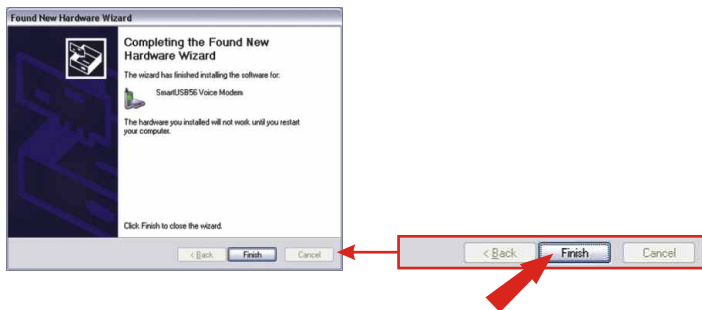 Found New Hardware Wizard
Completing the Found New
Hardware Wizard
The wizard has finished installing the software for:
SmartUSB56 Voice Modem
The hardware you installed will not work until you restart
your computer.
Click Finish to close the wizard.
< Back Finish Cancel
< Back Finish Cancel